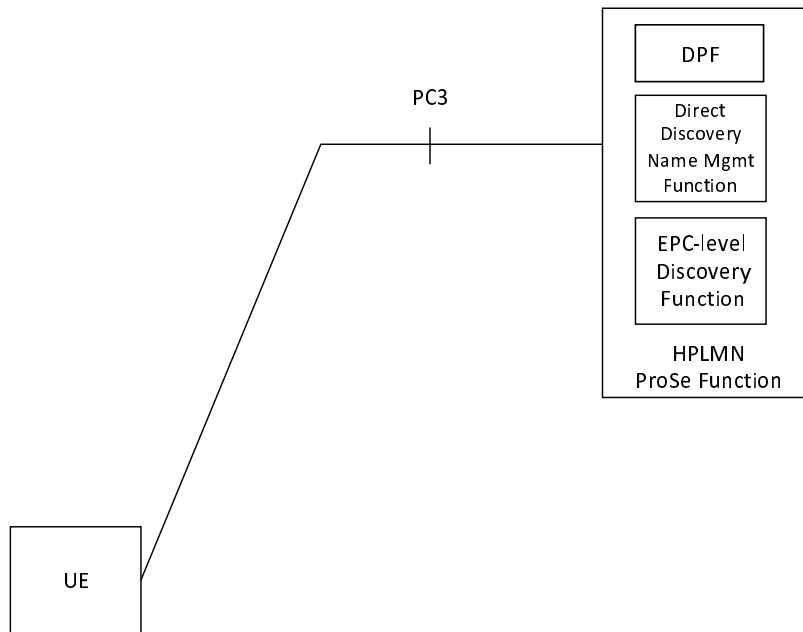 DPF
PC3
Direct
Discovery
Name Mgmt
Function
EPC-level
Discovery
Function
HPLMN
ProSe Function
UE